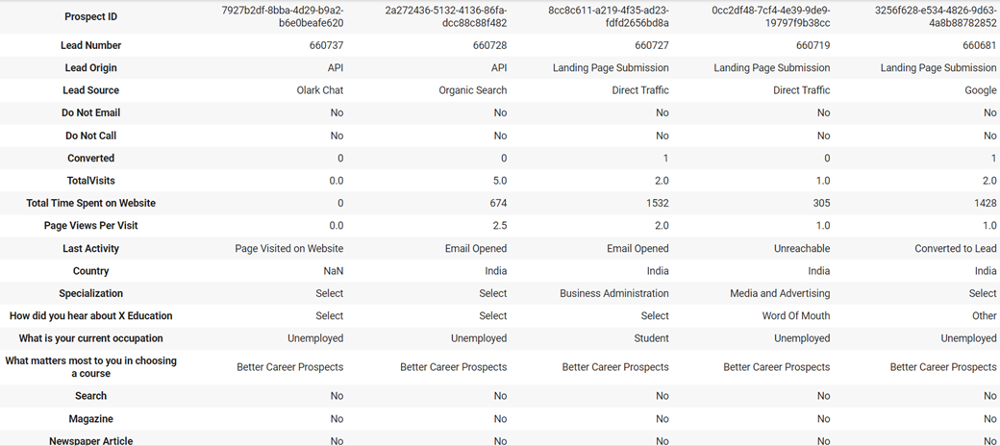 Prospect ID 7927b2df-8bba-4d29-b9a2- 2a272436-5132-4136-86fa- 8cc8c611-a219-4f35-ad23- 0cc2df48-7cf4-4e39-9de9- 3256f628-e534-4826-9d63-
b6e0beafe620 dcc88c88f482 fdfd2656bd8a 19797f9b38cc 4a8b88782852
Lead Number 660737 660728 660727 660719 660681
Lead Origin API API Landing Page Submission Landing Page Submission Landing Page Submission
Lead Source Olark Chat Organic Search Direct Traffic Direct Traffic Google
Do Not Email No No No No No
Do Not Call No No No No No
Converted 0 0 1 0 1
TotalVisits 0.0 5.0 2.0 1.0 2.0
Total Time Spent on Website 0 674 1532 305 1428
Page Views Per Visit 0.0 2.5 2.0 1.0 1.0
Last Activity Page Visited on Website Email Opened Email Opened Unreachable Converted to Lead
Country NaN India India India India
Specialization Select Select Business Administration Media and Advertising Select
How did you hear about X Education Select Select Select Word Of Mouth Other
What is your current occupation Unemployed Unemployed Student Unemployed Unemployed
What matters most to you in choosing
a course Better Career Prospects Better Career Prospects Better Career Prospects Better Career Prospects Better Career Prospects
Search No No No No No
Magazine No No No No No
Newspaper Article No No No No No